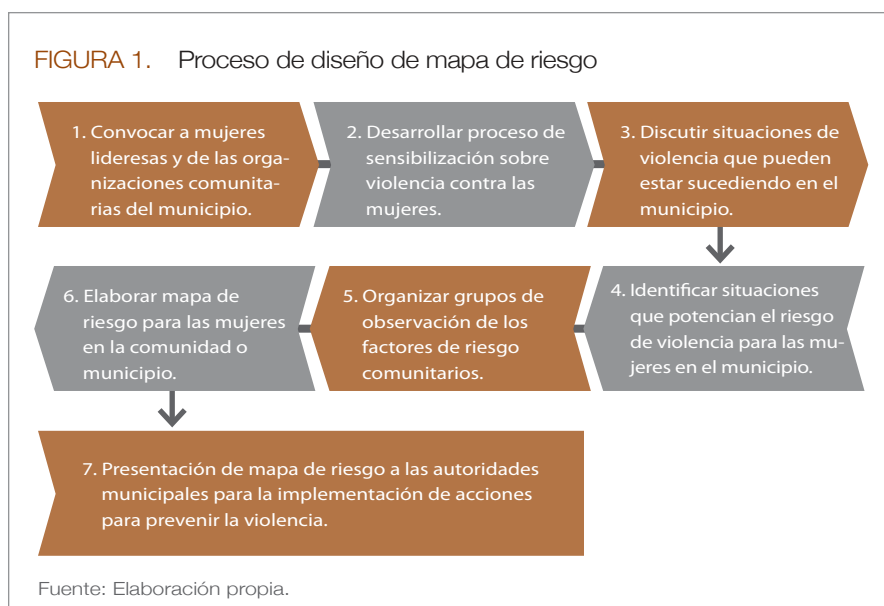 FIGURA 1. Proceso de diseño de mapa de riesgo
1. Convocar a mujeres
lideresas y de las orga-
nizaciones comunita-
rias del municipio.
2. Desarrollar proceso de
sensibilización sobre
violencia contra las
mujeres.
3. Discutir situaciones de
violencia que pueden
estar sucediendo en el
municipio.
4. Identificar situaciones
que potencian el riesgo
de violencia para las mu-
jeres en el municipio.
5. Organizar grupos de
observación de los
factores de riesgo
comunitarios.
6. Elaborar mapa de
riesgo para las mujeres
en la comunidad o
municipio.
7. Presentación de mapa de riesgo a las autoridades
municipales para la implementación de acciones
para prevenir la violencia.
Fuente: Elaboración propia.